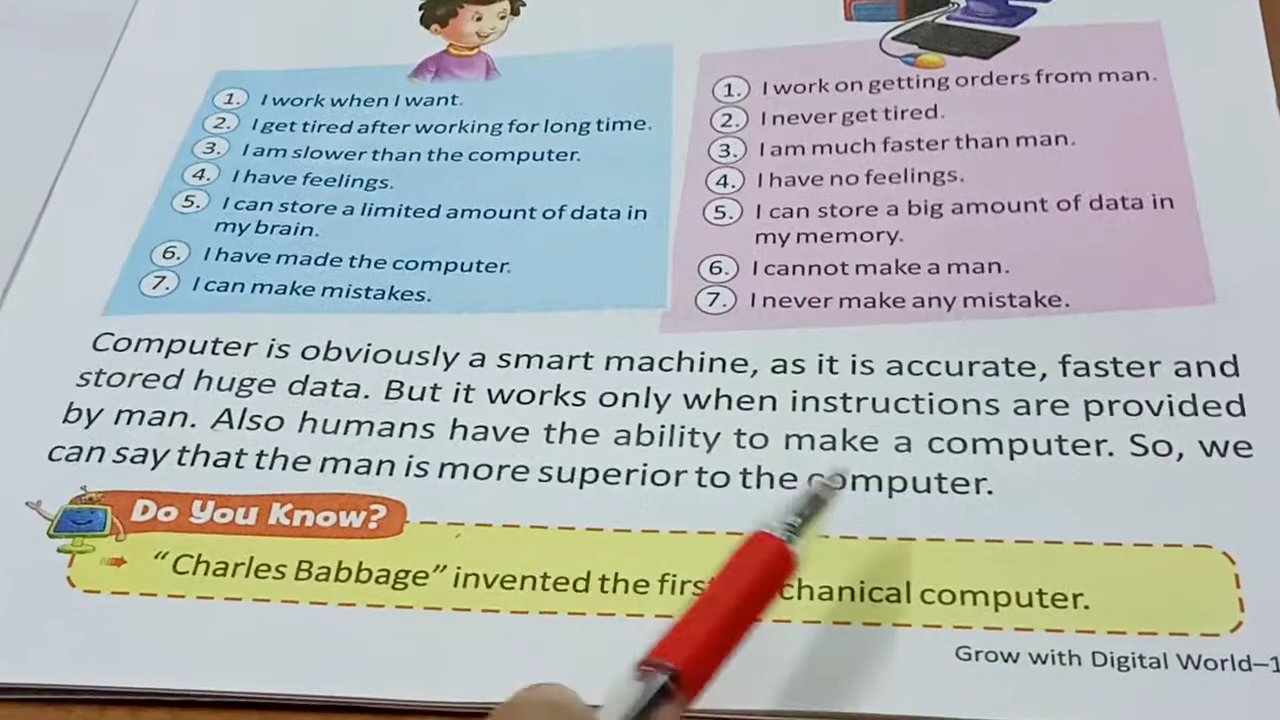 1. I work when I want.
2. I get tired after working for long time.
3. I am slower than the computer.
4. I have feelings.
5. I can store a limited amount of data in
my brain.
6. I have made the computer.
7. I can make mistakes.
1. I work on getting orders from man.
2. I never get tired.
3. I am much faster than man.
4. I have no feelings.
5. I can store a big amount of data in
my memory.
6. I cannot make a man.
7. I never make any mistake.
Computer is obviously a smart machine, as it is accurate, faster and
stored huge data. But it works only when instructions are provided
by man. Also humans have the ability to make a computer. So, we
can say that the man is more superior to the computer.
Do You Know?
"Charles Babbage" invented the first mechanical computer.
Grow with Digital World–1